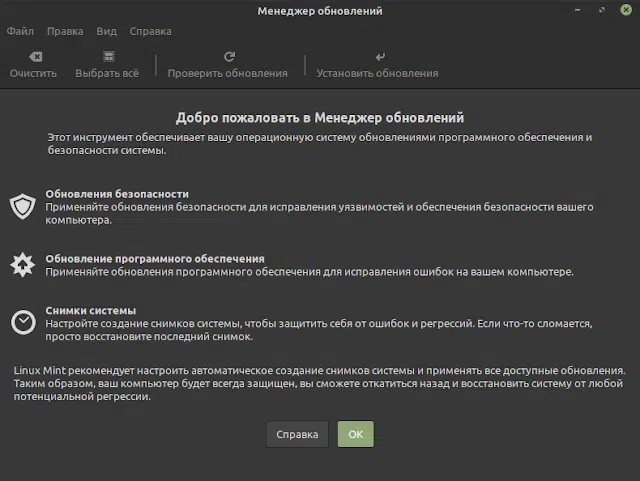 Менеджер обновлений
Файл Правка Вид Справка
Очистить Выбрать всё Проверить обновления Установить обновления
Добро пожаловать в Менеджер обновлений
Этот инструмент обеспечивает вашу операционную систему обновлениями программного обеспечения и
безопасности системы.
Обновления безопасности
Применяйте обновления безопасности для исправления уязвимостей и обеспечения безопасности вашего
компьютера.
Обновление программного обеспечения
Применяйте обновления программного обеспечения для исправления ошибок на вашем компьютере.
Снимки системы
Настройте создание снимков системы, чтобы защитить себя от ошибок и регрессий. Если что-то сломается,
просто восстановите последний снимок.
Linux Mint рекомендует настроить автоматическое создание снимков системы и применять все доступные обновления.
Таким образом, ваш компьютер будет всегда защищен, вы сможете откатиться назад и восстановить систему от любой
потенциальной регрессии.
Справка OK